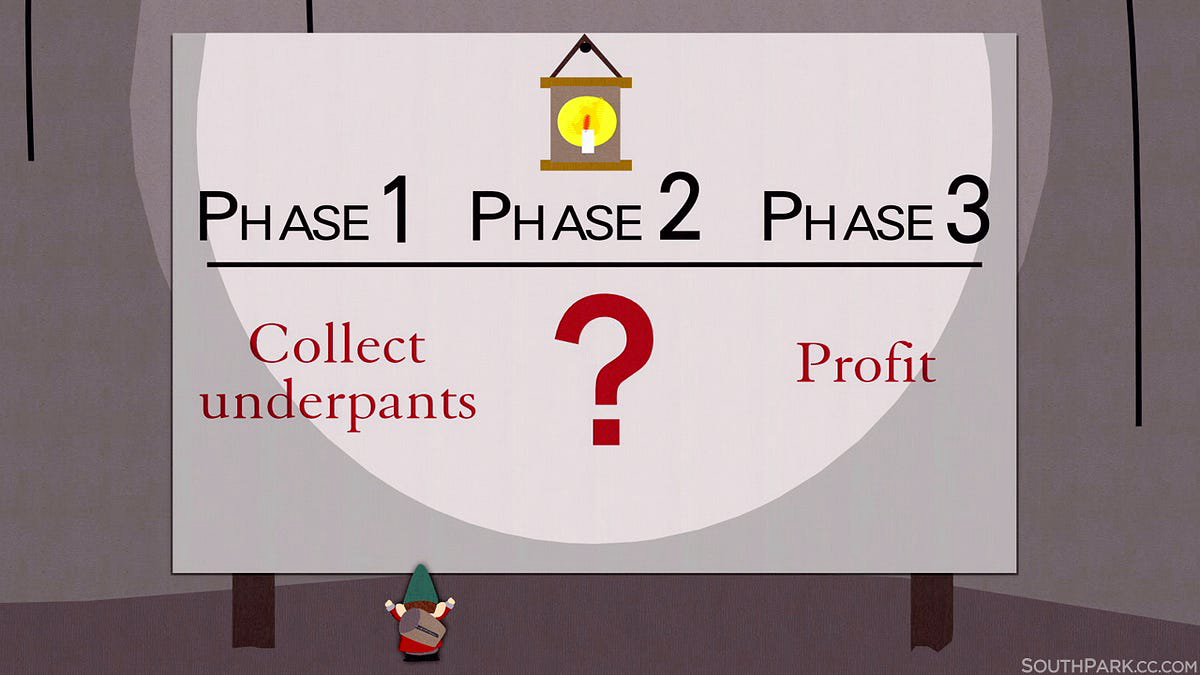 Phase 1 Phase 2 Phase 3
Collect
underpants
?
Profit
SouthPark.cc.com